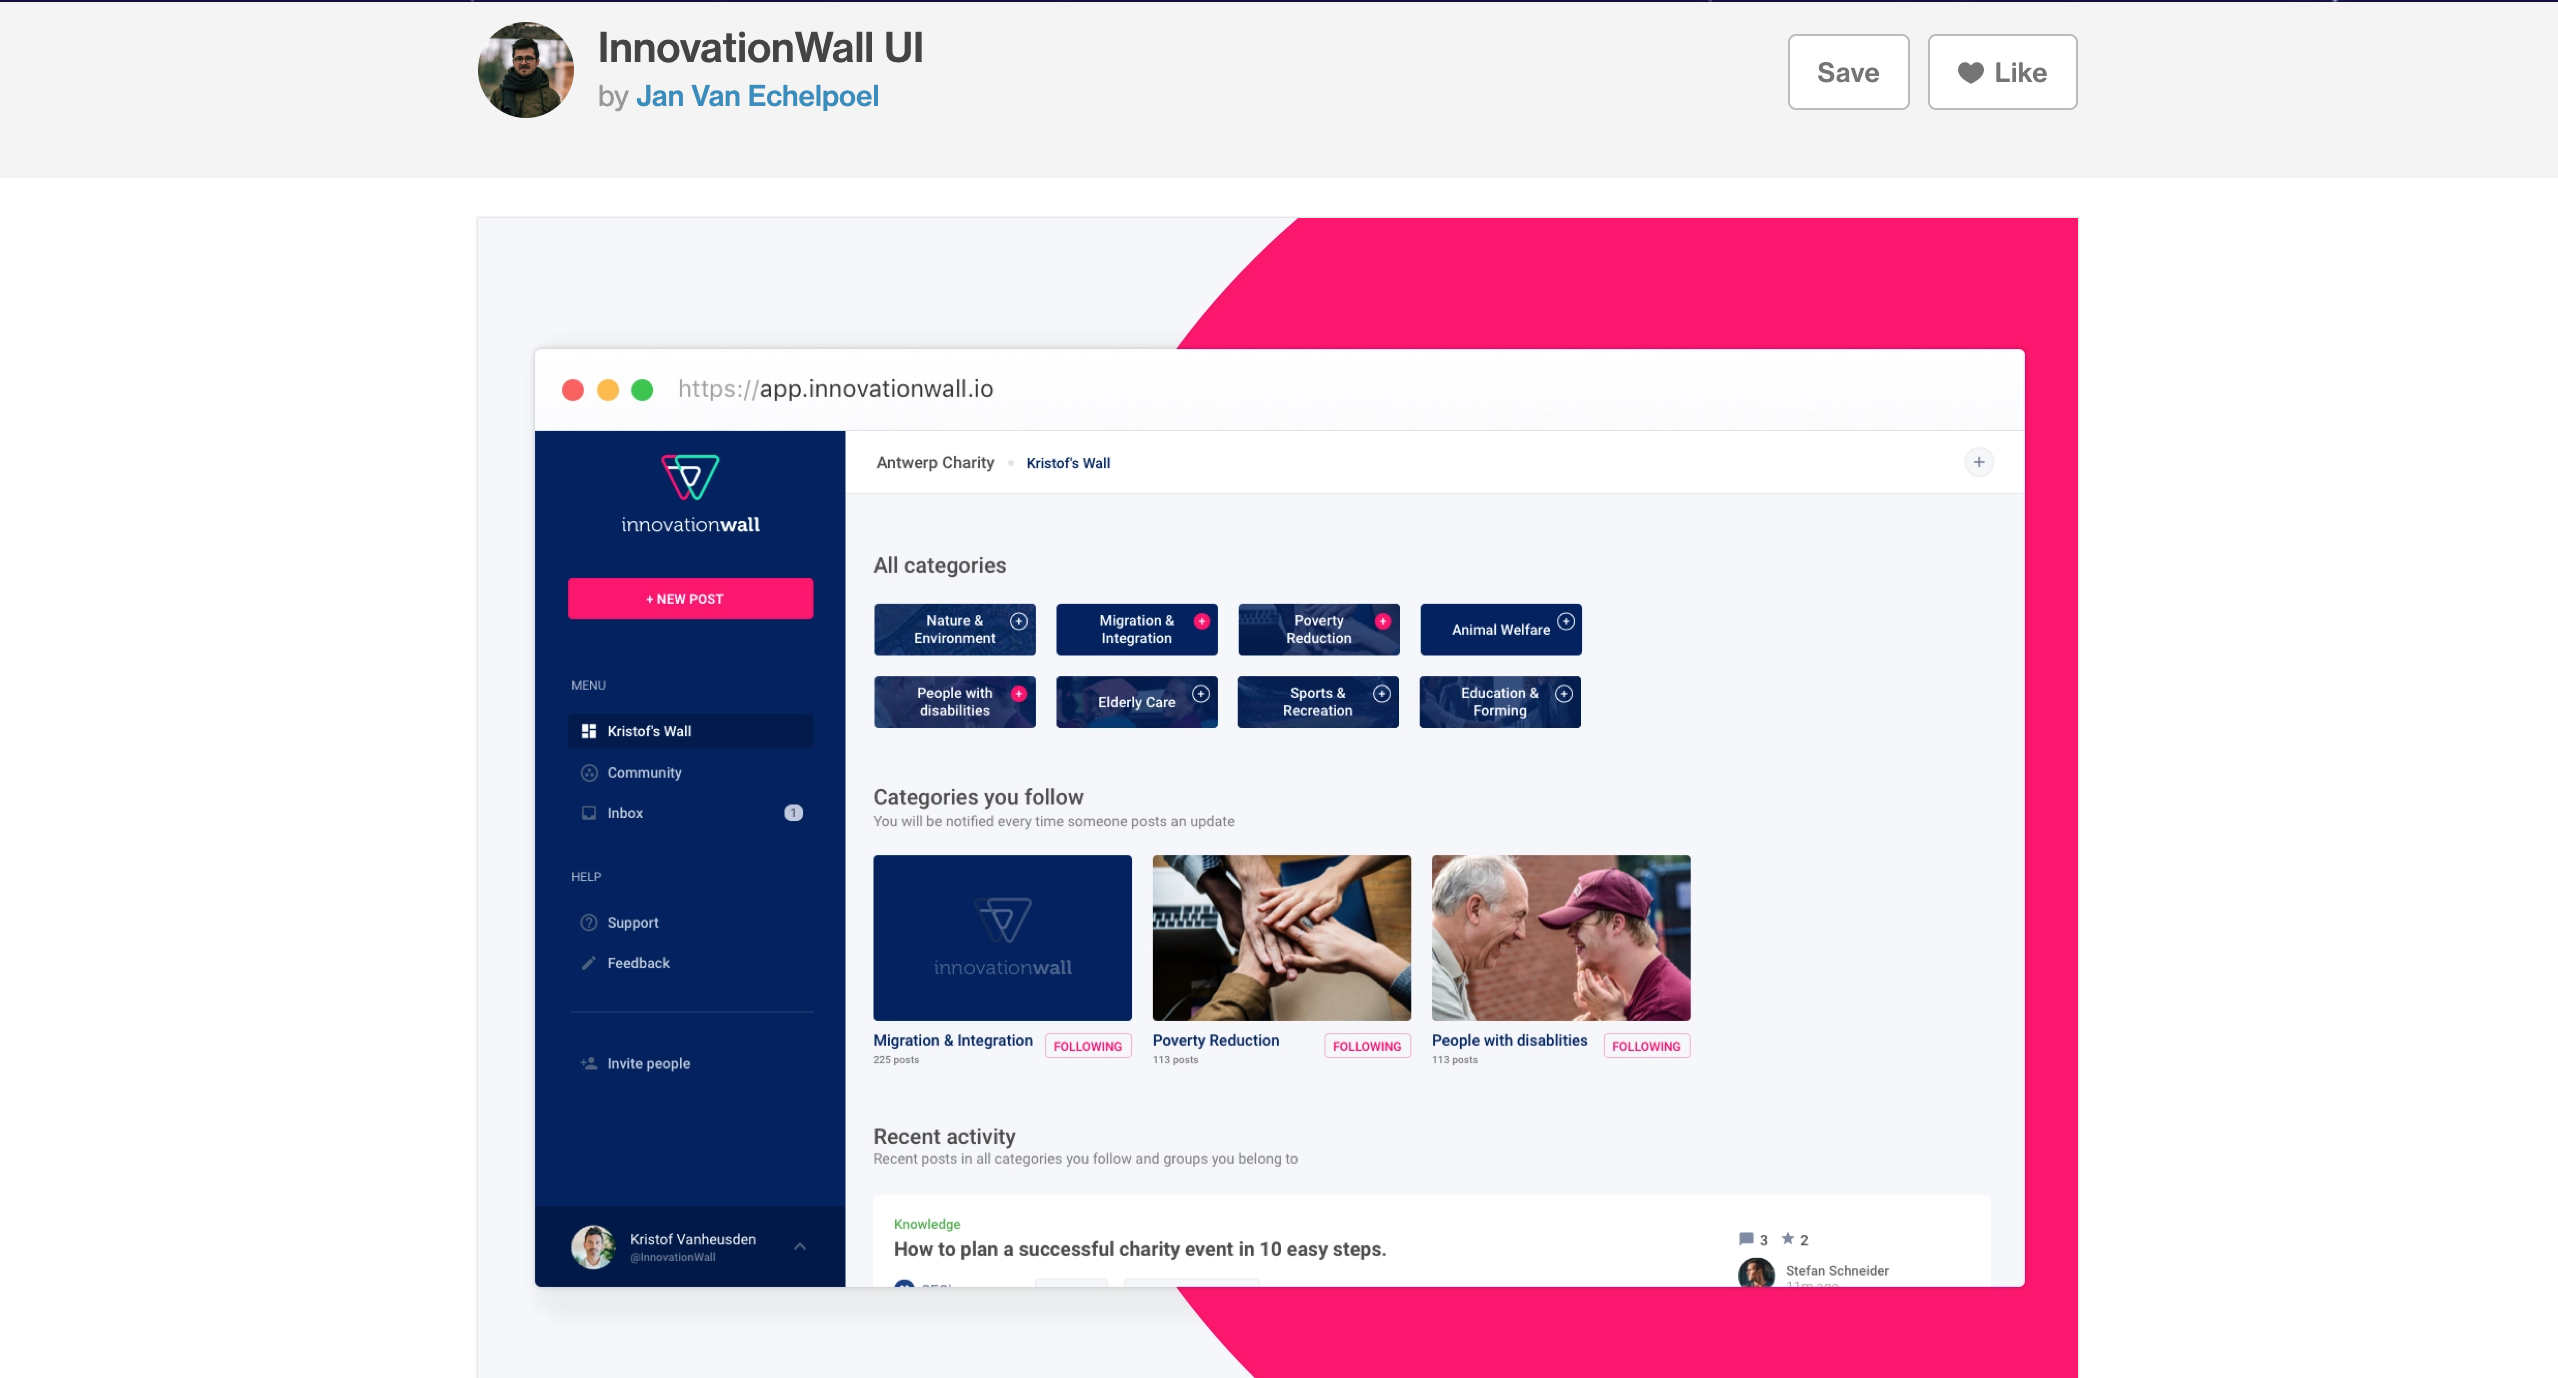 InnovationWall UI
by Jan Van Echelpoel
Save
Like
https://app.innovationwall.io
innovationwall
+ NEW POST
MENU
Kristof's Wall
Community
Inbox
1
HELP
Support
Feedback
Invite people
Kristof Vanheusden
@InnovationWall
Antwerp Charity
Kristof's Wall
All categories
Nature &
Environment
Migration &
Integration
Poverty
Reduction
Animal Welfare
People with
disabilities
Elderly Care
Sports &
Recreation
Education &
Forming
Categories you follow
You will be notified every time someone posts an update
innovationwall
Migration & Integration
FOLLOWING
225 posts
Poverty Reduction
FOLLOWING
113 posts
People with disablities
FOLLOWING
113 posts
Recent activity
Recent posts in all categories you follow and groups you belong to
Knowledge
How to plan a successful charity event in 10 easy steps.
3
2
Stefan Schneider
11m ago